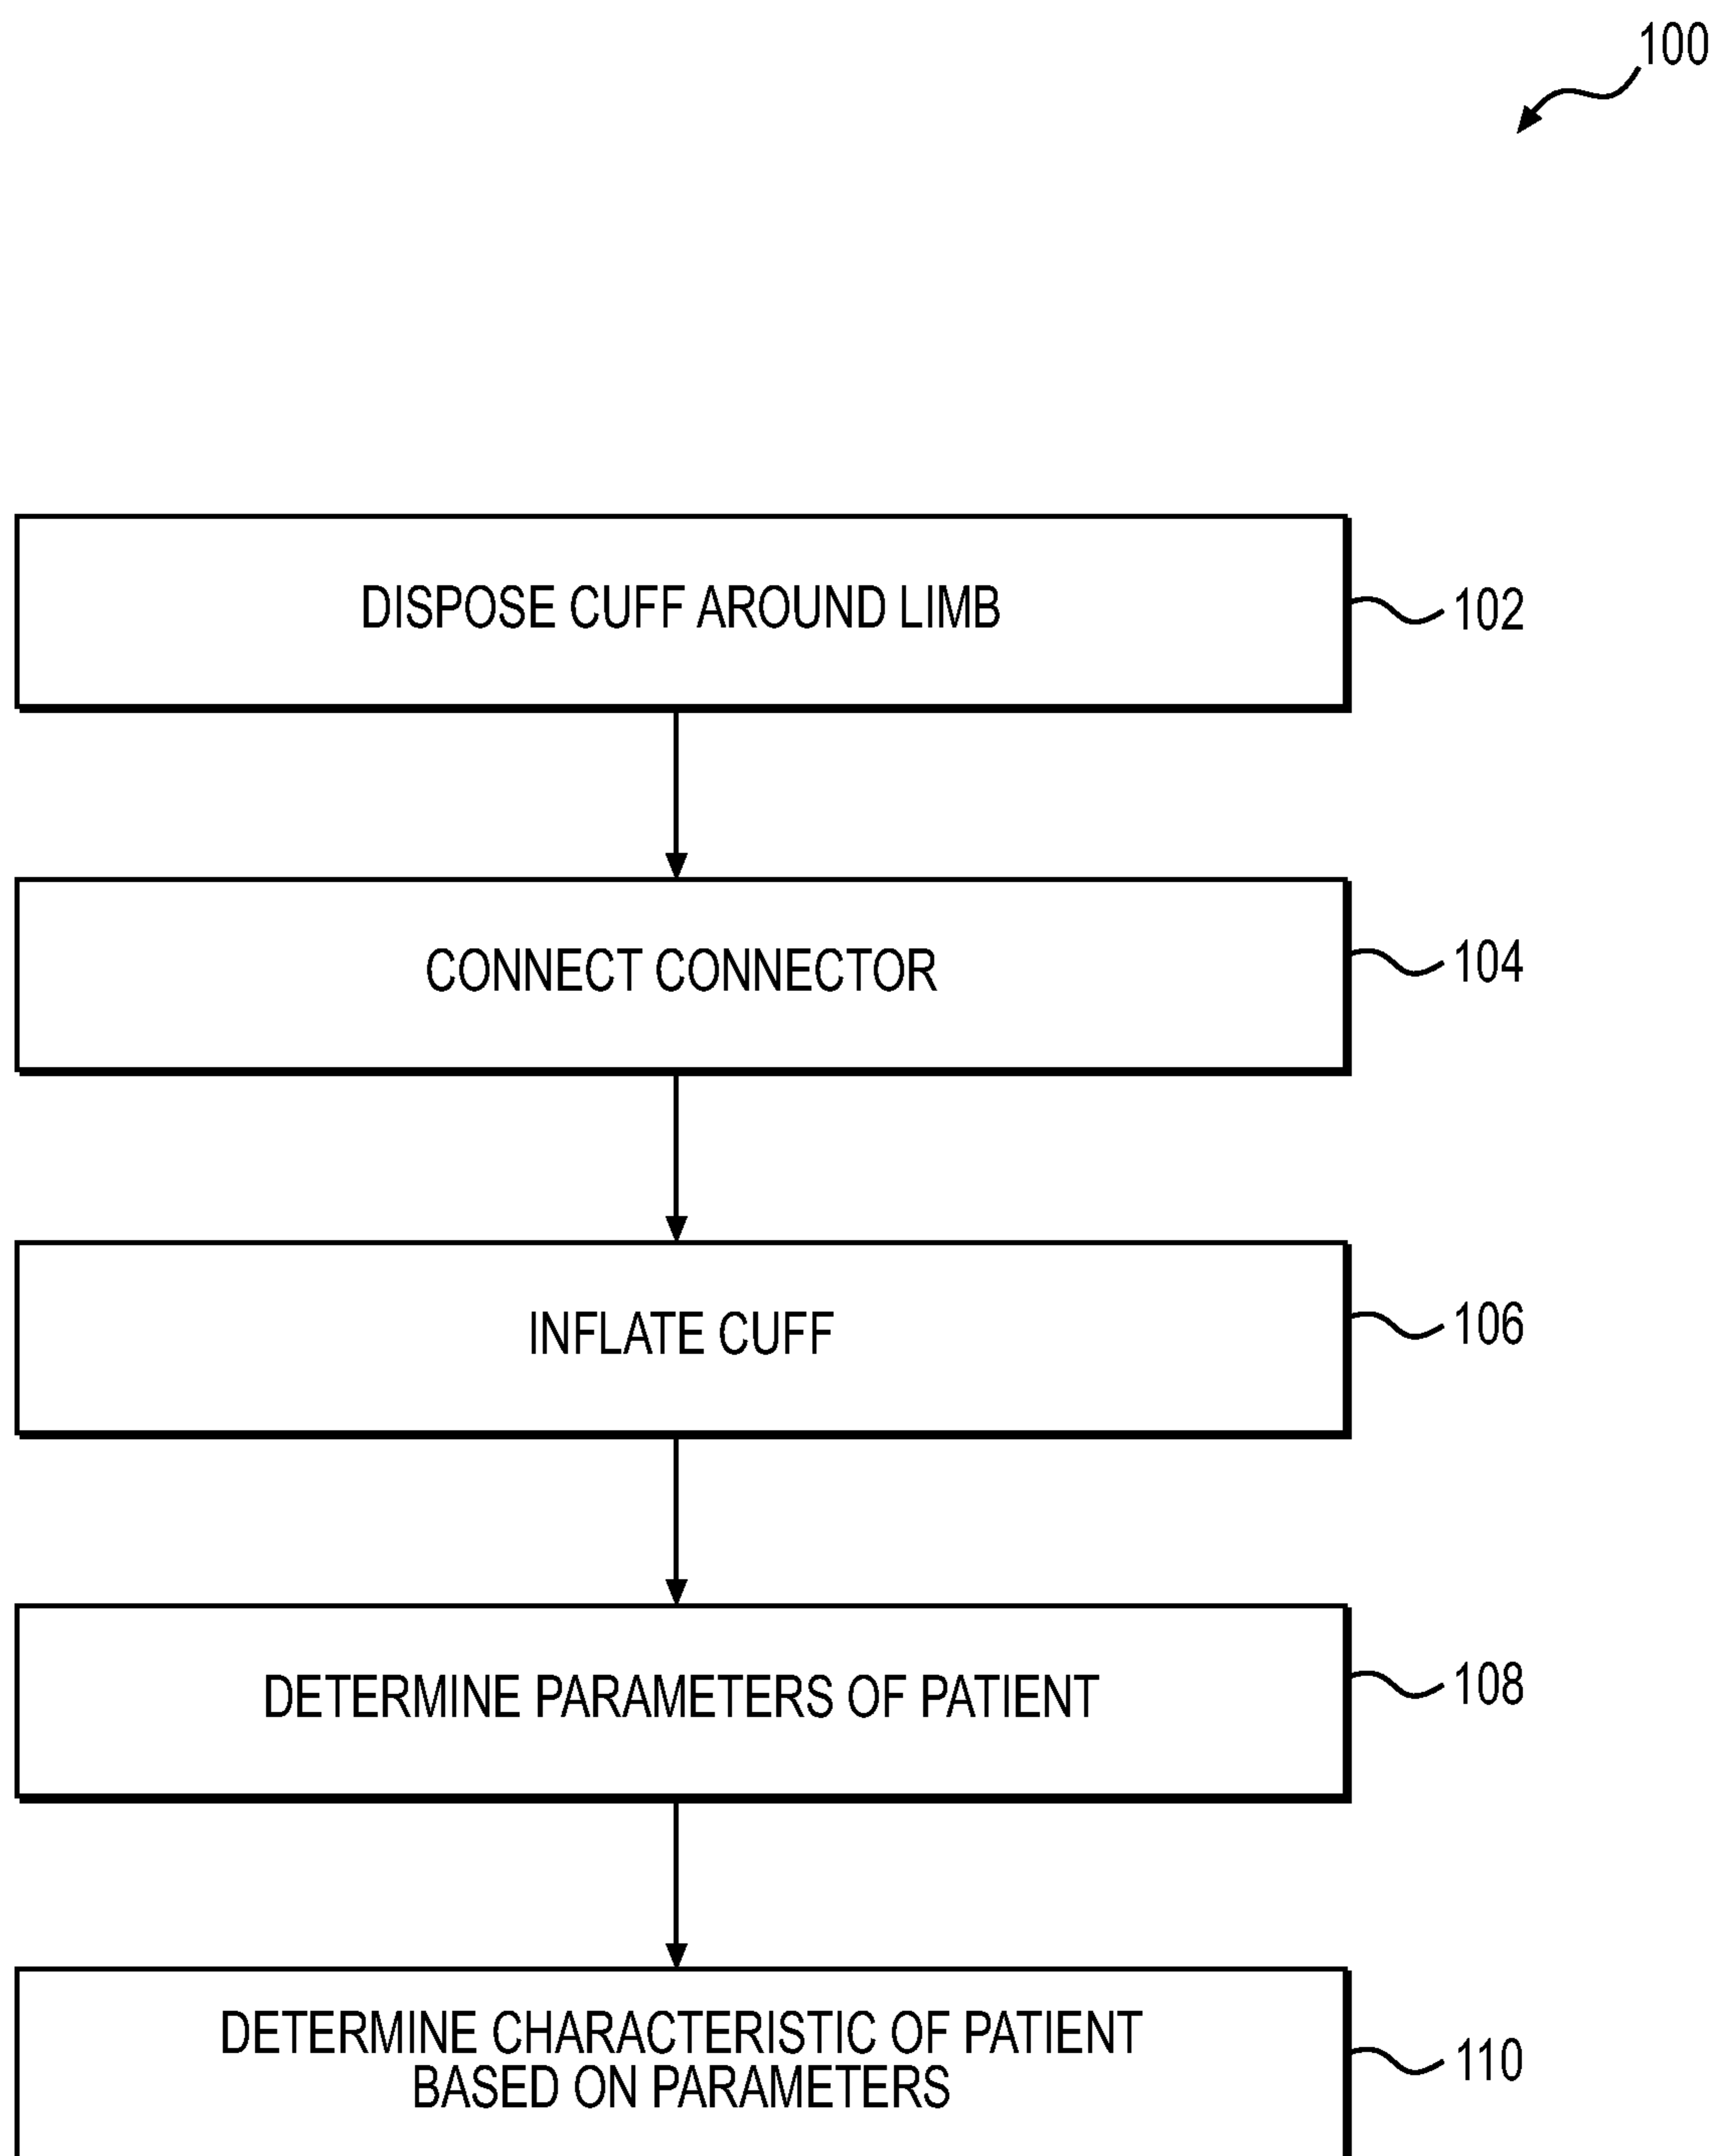 100
DISPOSE CUFF AROUND LIMB
102
CONNECT CONNECTOR
104
INFLATE CUFF
106
DETERMINE PARAMETERS OF PATIENT
108
DETERMINE CHARACTERISTIC OF PATIENT
BASED ON PARAMETERS
110